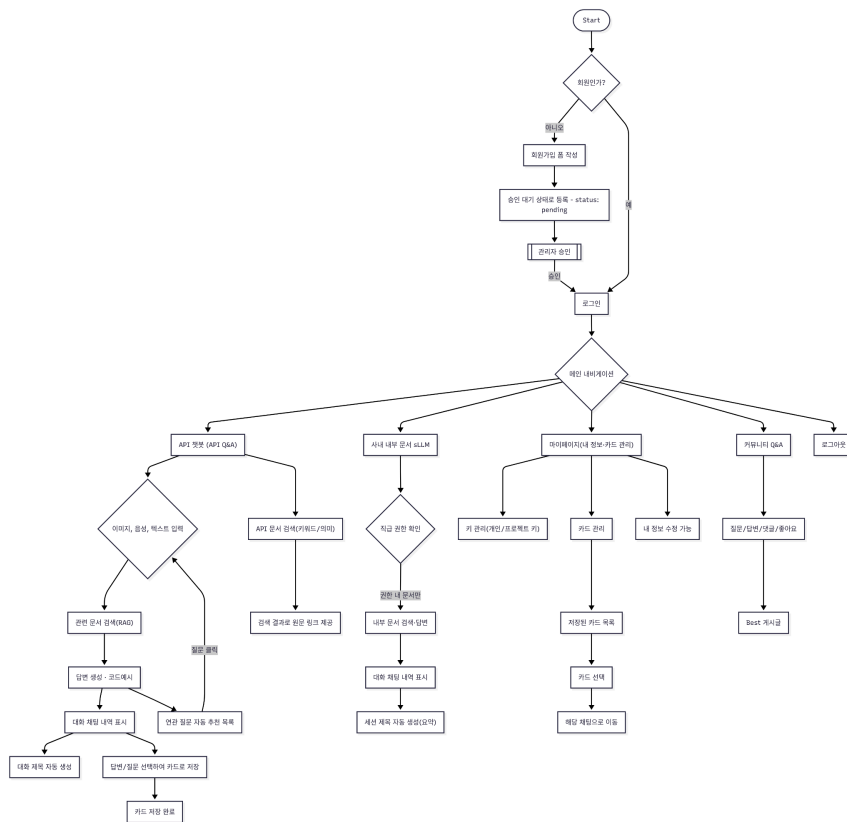 Start
회원인가?
아니오
회원가입 폼 작성
승인 대기 상태로 등록 - status:
pending
예
관리자 승인
승인
로그인
메인 내비게이션
API 챗봇 (API Q&A)
사내 내부 문서 sLLM
마이페이지(내 정보·카드 관리)
커뮤니티 Q&A
로그아웃
이미지, 음성, 텍스트 입력
API 문서 검색(키워드/의미)
직급 권한 확인
키 관리(개인/프로젝트 키)
카드 관리
내 정보 수정 가능
질문/답변/댓글/좋아요
권한 내 문서만
관련 문서 검색(RAG)
검색 결과로 원문 링크 제공
내부 문서 검색·답변
저장된 카드 목록
Best 게시글
질문 클릭
답변 생성 · 코드예시
대화 채팅 내역 표시
카드 선택
대화 채팅 내역 표시
연관 질문 자동 추천 목록
세션 제목 자동 생성(요약)
해당 채팅으로 이동
대화 제목 자동 생성
답변/질문 선택하여 카드로 저장
카드 저장 완료